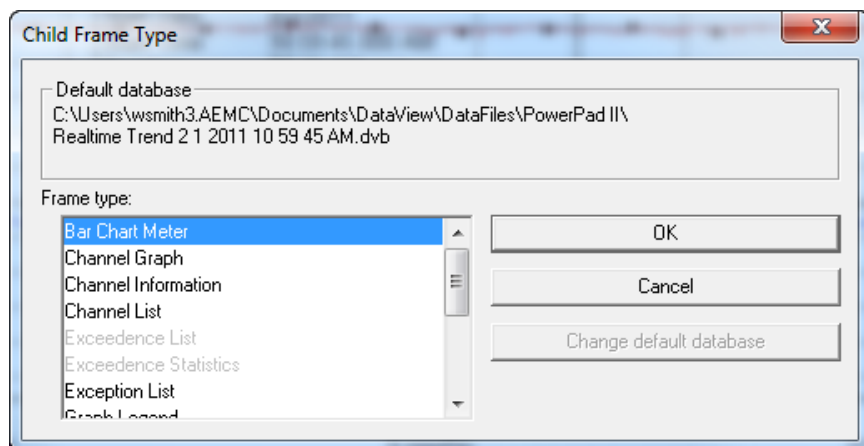 Child Frame Type
Default database
C:\Users\wsmith3.AEMC\Documents\DataView\DataFiles\PowerPad II\
Realtime Trend 2 1 2011 10 59 45 AM.dvb
Frame type:
Bar Chart Meter
Channel Graph
Channel Information
Channel List
Exceedence List
Exceedence Statistics
Exception List
Graph Legend
OK
Cancel
Change default database